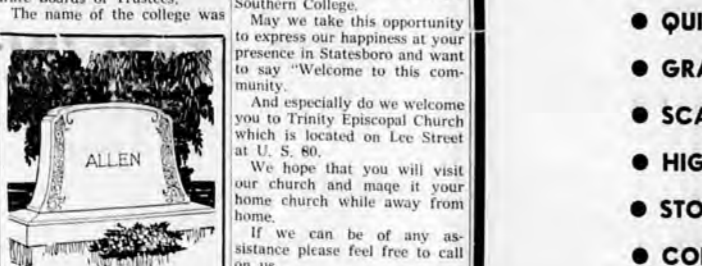 The name of the college was
ALLEN
Southern College.
May we take this opportunity
to express our happiness at your
presence in Statesboro and want
to say "Welcome to this com-
munity.
And especially do we welcome
you to Trinity Episcopal Church
which is located on Lee Street
at U. S. 80.
We hope that you will visit
our church and maqe it your
home church while away from
home.
If we can be of any as-
sistance please feel free to call
on us.
● QUI
● GRA
● SCA
● HIG
● STO
● CO